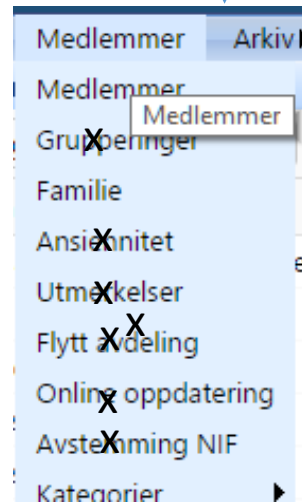 Medlemmer Arkiv
Medlemmer
Medlemmer
Grupperinger
X
Familie
Ansiennitet
X
Utmerkelser
X
Flytt avdeling
X X
Online oppdatering
X
Avstemming NIF
X
Kategorier